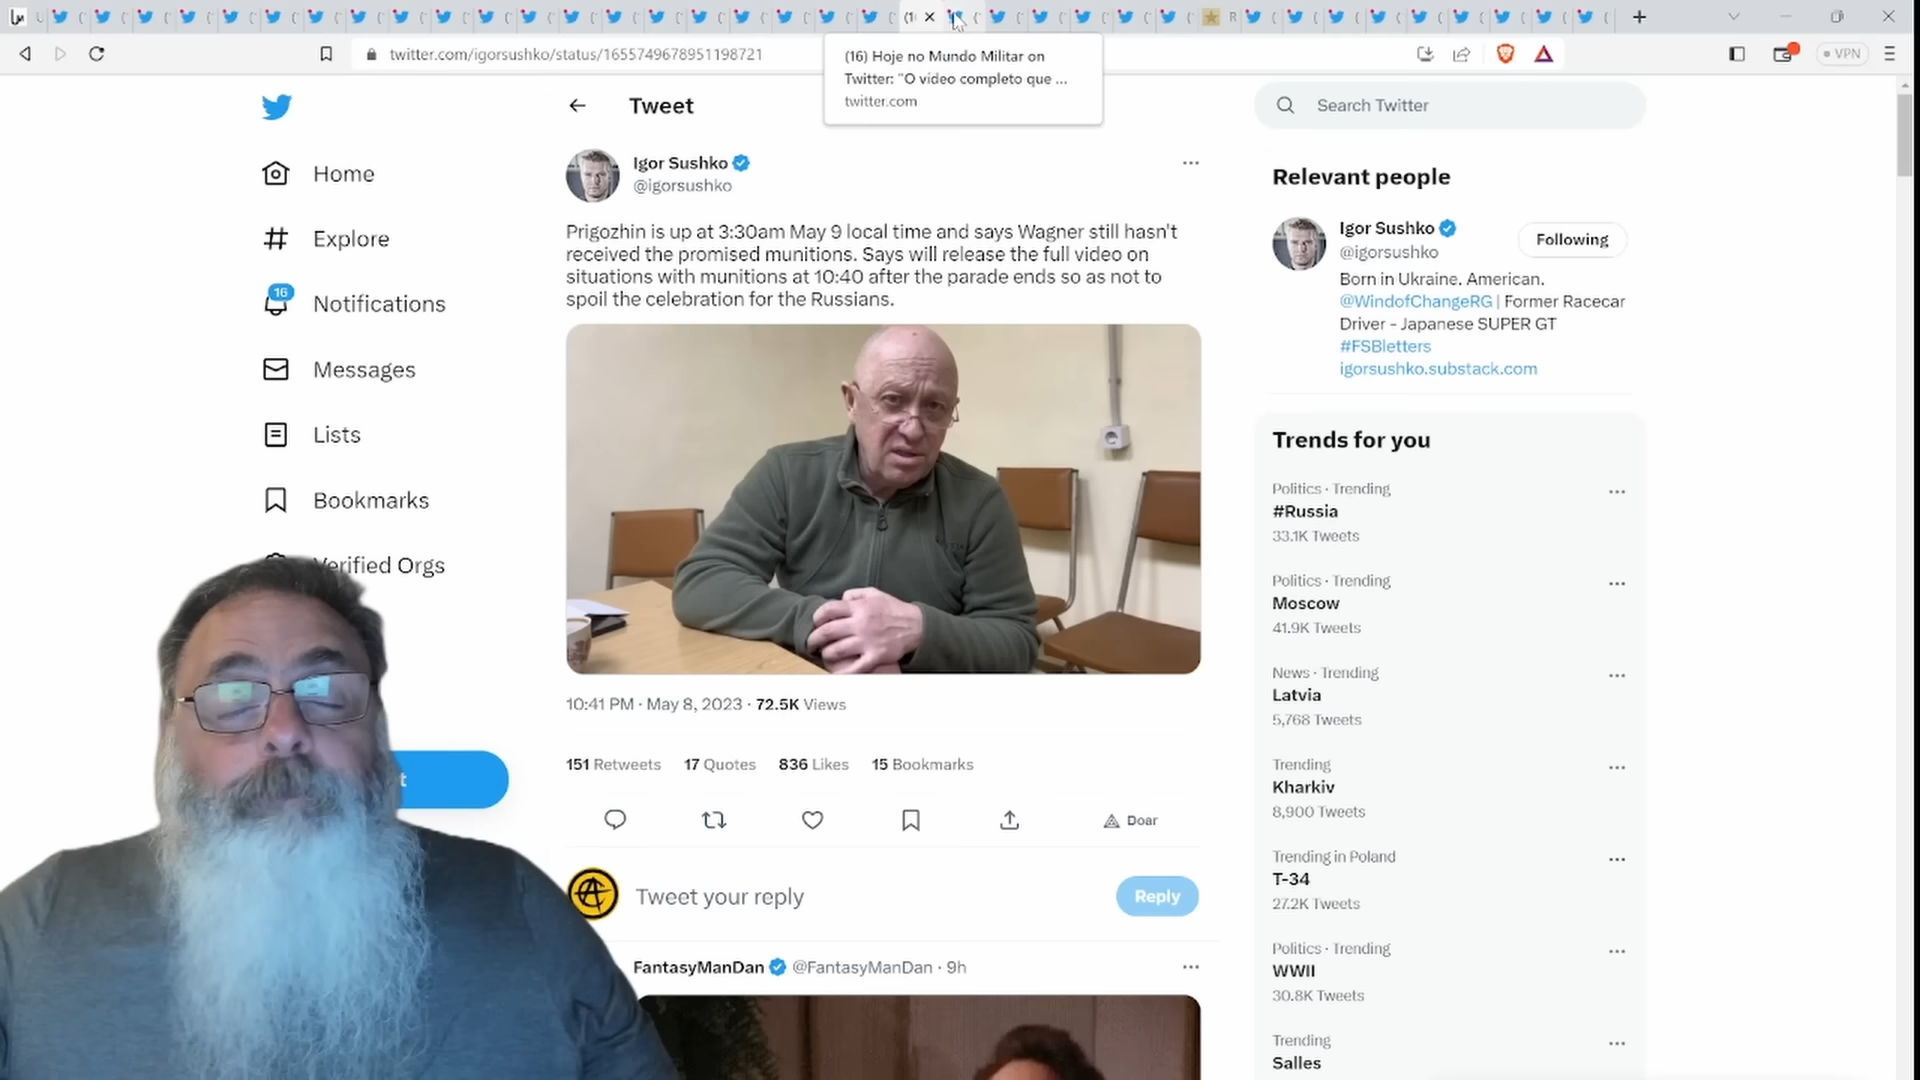 twitter.com/igorsushko/status/1655749678951198721
VPN
(16) Hoje no Mundo Militar on
Twitter: "O vídeo completo que ...
twitter.com
Tweet
Search Twitter
Home
Explore
16
Notifications
Messages
Lists
Bookmarks
Verified Orgs
t
Igor Sushko
@igorsushko
Prigozhin is up at 3:30am May 9 local time and says Wagner still hasn't
received the promised munitions. Says will release the full video on
situations with munitions at 10:40 after the parade ends so as not to
spoil the celebration for the Russians.
10:41 PM · May 8, 2023 · 72.5K Views
151 Retweets 17 Quotes 836 Likes 15 Bookmarks
Doar
Tweet your reply
Reply
FantasyManDan @FantasyManDan · 9h
Relevant people
Igor Sushko
@igorsushko
Following
Born in Ukraine. American.
@WindofChangeRG | Former Racecar
Driver - Japanese SUPER GT
#FSBletters
igorsushko.substack.com
Trends for you
Politics · Trending
#Russia
33.1K Tweets
Politics · Trending
Moscow
41.9K Tweets
News · Trending
Latvia
5,768 Tweets
Trending
Kharkiv
8,900 Tweets
Trending in Poland
T-34
27.2K Tweets
Politics · Trending
WWII
30.8K Tweets
Trending
Salles